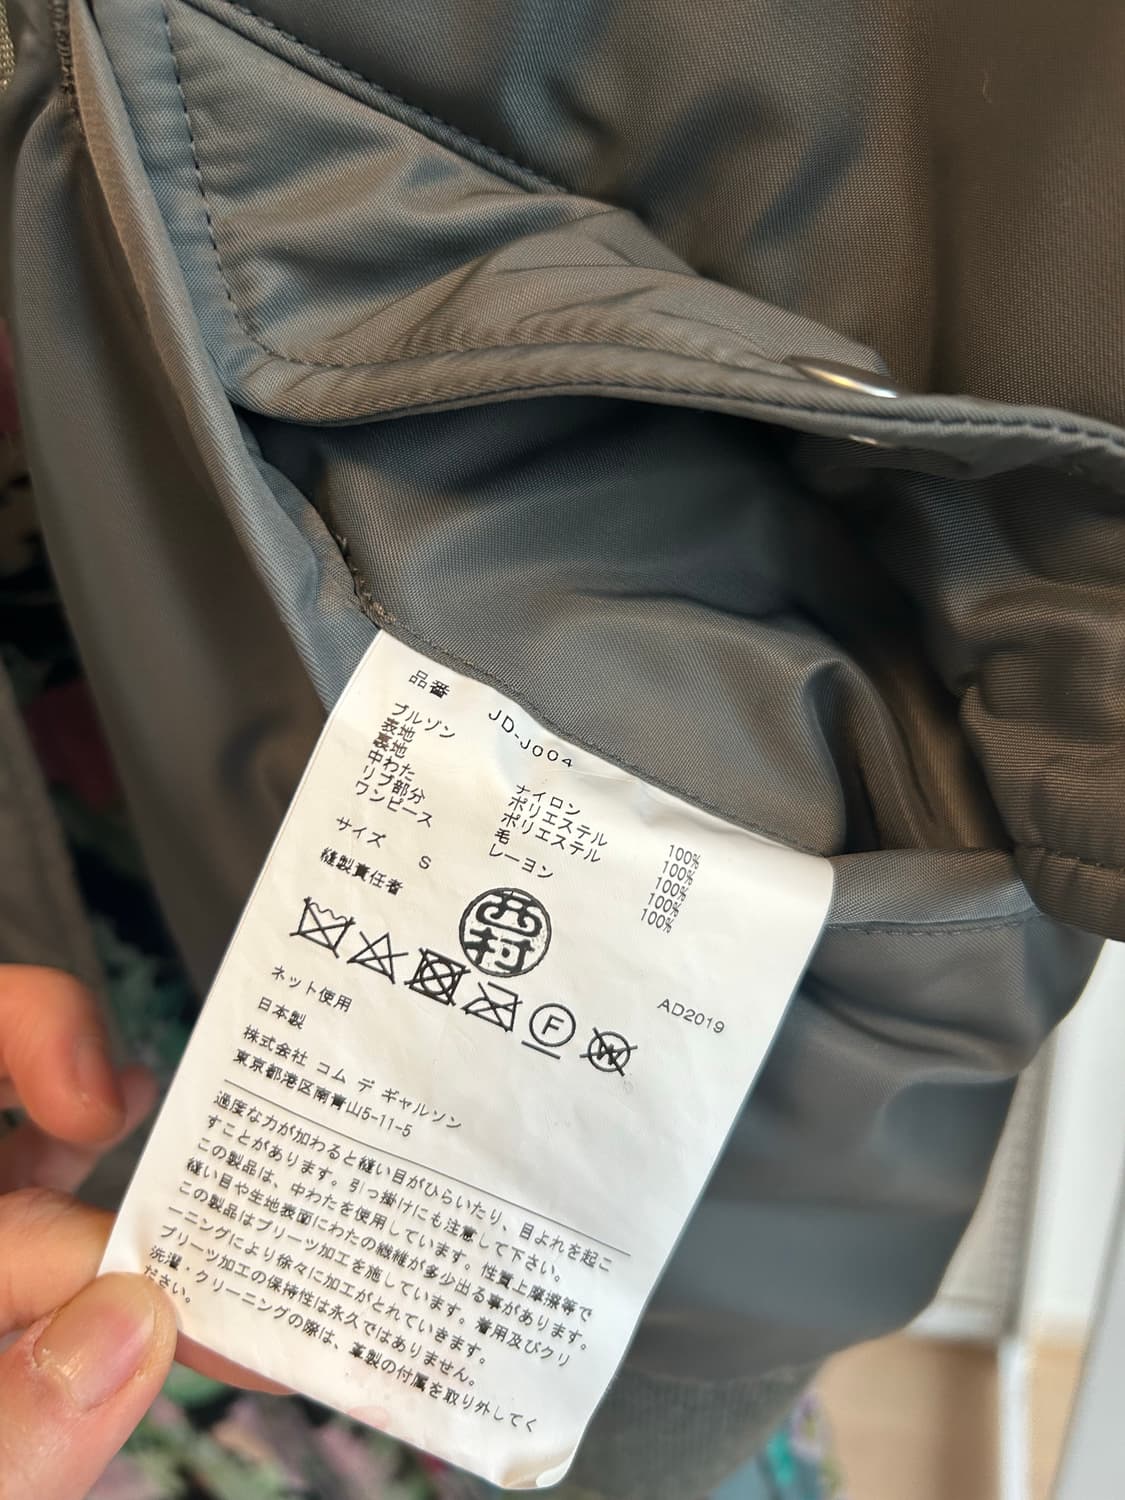 品番 JD-J004
ブルゾン
表地 ナイロン 100%
裏地 ポリエステル 100%
中わた ポリエステル 100%
リブ部分 毛 100%
ワンピース レーヨン 100%
サイズ S
縫製責任者 西村
F W
AD2019
ネット使用
日本製
株式会社 コム デ ギャルソン
東京都港区南青山5-11-5
過度な力が加わると縫い目がひらいたり、目よれを起こ
すことがあります。引っ掛けにも注意して下さい。
この製品は、中わたを使用しています。性質上摩擦等で
縫い目や生地表面にわたの繊維が多少出る事があります。
この製品はプリーツ加工を施しています。着用及びクリ
ーニングにより徐々に加工がとれていきます。
プリーツ加工の保持性は永久ではありません。
洗濯・クリーニングの際は、革製の付属を取り外してく
ださい。